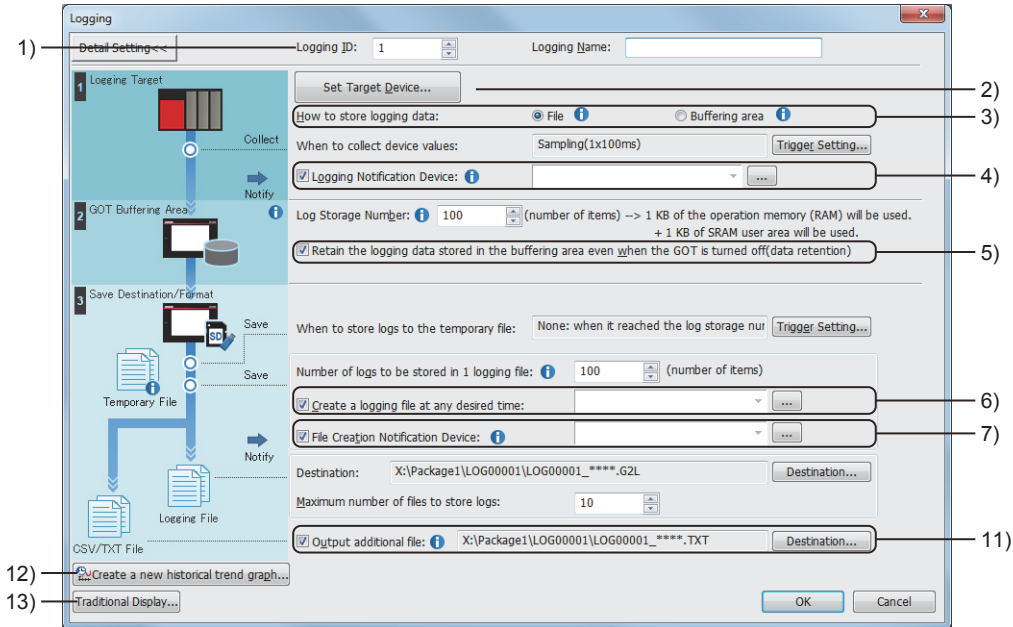 Logging
1)
Detail Setting<<
Logging ID:
1
Logging Name:
1 Logging Target
Set Target Device...
2)
How to store logging data:
File
Buffering area
3)
Collect
When to collect device values:
Sampling(1x100ms)
Trigger Setting...
Logging Notification Device:
...
4)
Notify
2 GOT Buffering Area
Log Storage Number:
100
(number of items) --> 1 KB of the operation memory (RAM) will be used.
+ 1 KB of SRAM user area will be used.
Retain the logging data stored in the buffering area even when the GOT is turned off(data retention)
5)
3 Save Destination/Format
SD
Save
When to store logs to the temporary file:
None: when it reached the log storage nur
Trigger Setting...
Save
Number of logs to be stored in 1 logging file:
100
(number of items)
Temporary File
Create a logging file at any desired time:
...
6)
File Creation Notification Device:
...
7)
Notify
Destination:
X:\Package1\LOG00001\LOG00001_****.G2L
Destination...
Maximum number of files to store logs:
10
Logging File
CSV/TXT File
Output additional file:
X:\Package1\LOG00001\LOG00001_****.TXT
Destination...
11)
12)
Create a new historical trend graph...
13)
Traditional Display...
OK
Cancel